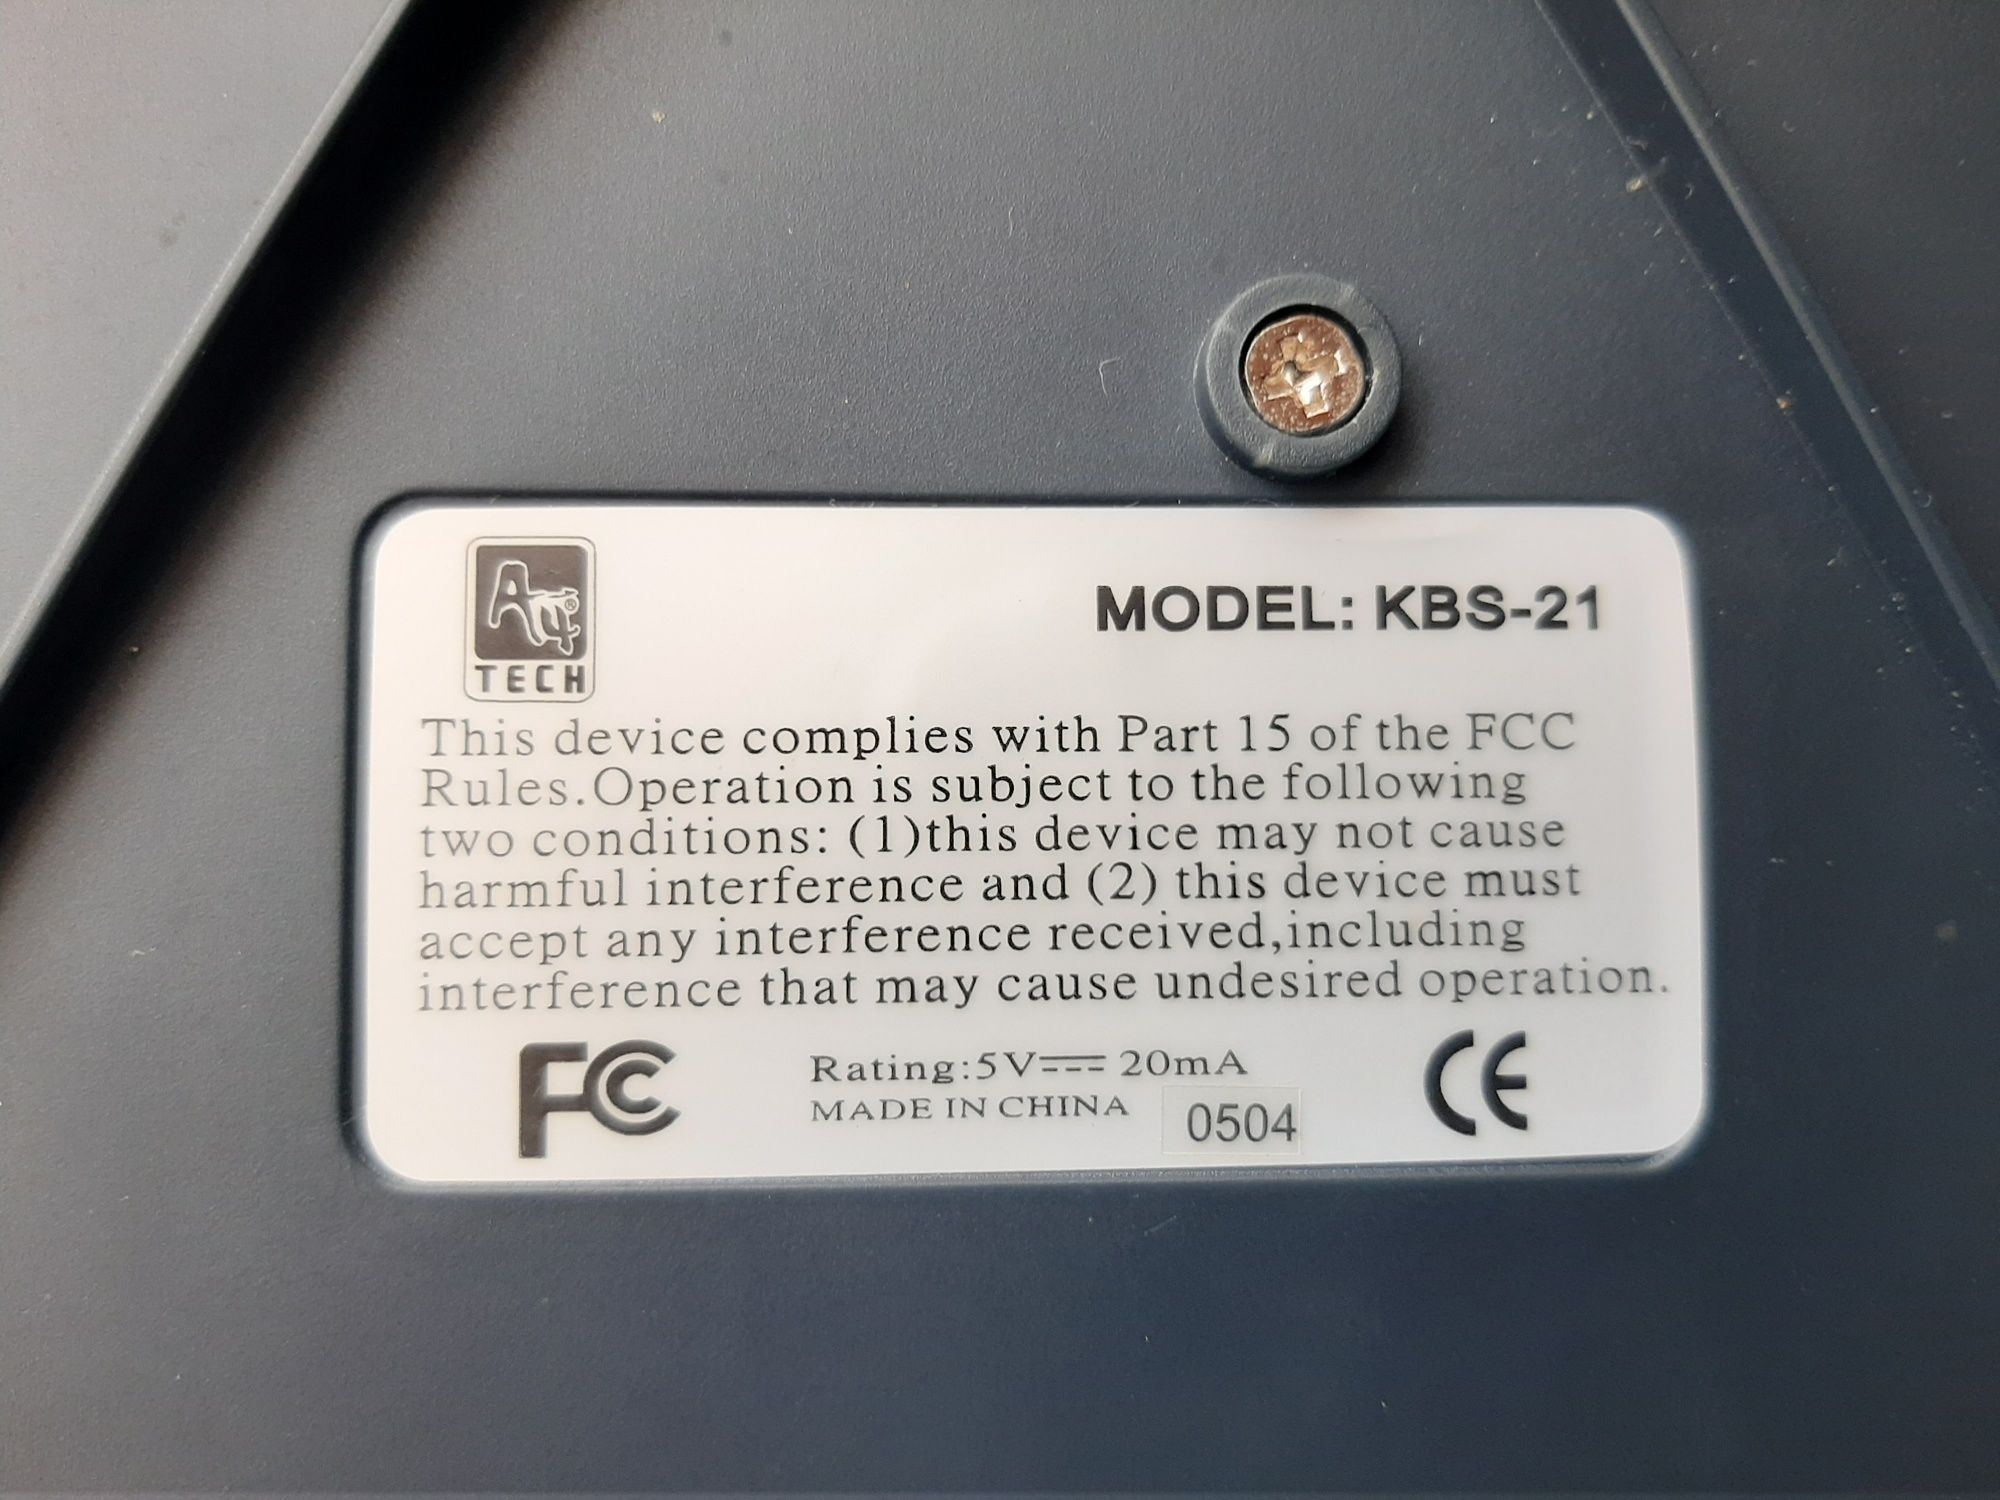 A4
TECH
MODEL: KBS-21
This device complies with Part 15 of the FCC
Rules.Operation is subject to the following
two conditions: (1)this device may not cause
harmful interference and (2) this device must
accept any interference received,including
interference that may cause undesired operation.
FC
Rating:5V⎓20mA
CE
MADE IN CHINA
0504